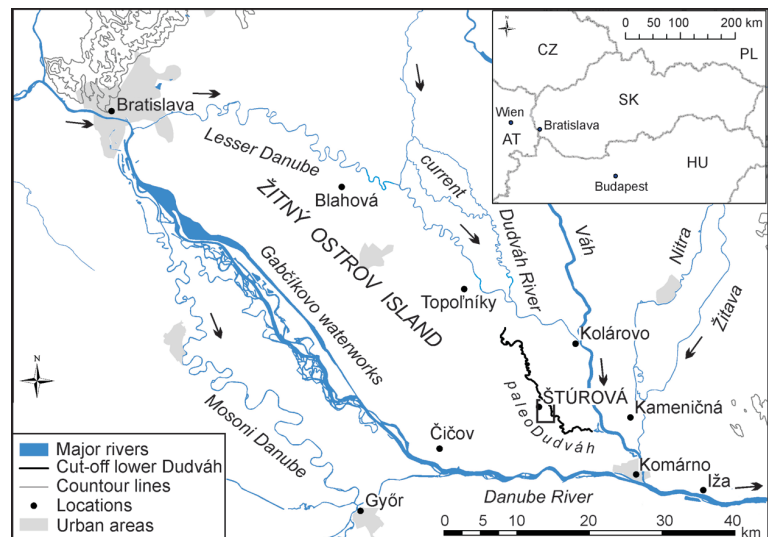 0 50 100 200 km
N
CZ
PL
SK
Wien
Bratislava
AT
HU
Budapest
Bratislava
Lesser Danube
current
Dudváh River
Blahová
ŽITNÝ OSTROV ISLAND
Váh
Nitra
Žitava
Gabčíkovo waterworks
Topoľníky
Kolárovo
N
ŠTÚROVÁ
Kameničná
paleoDudváh
Mosoni Danube
Čičov
Komárno
Iža
Danube River
Győr
Major rivers
Cut-off lower Dudváh
Countour lines
Locations
Urban areas
0 5 10 20 30 40
km